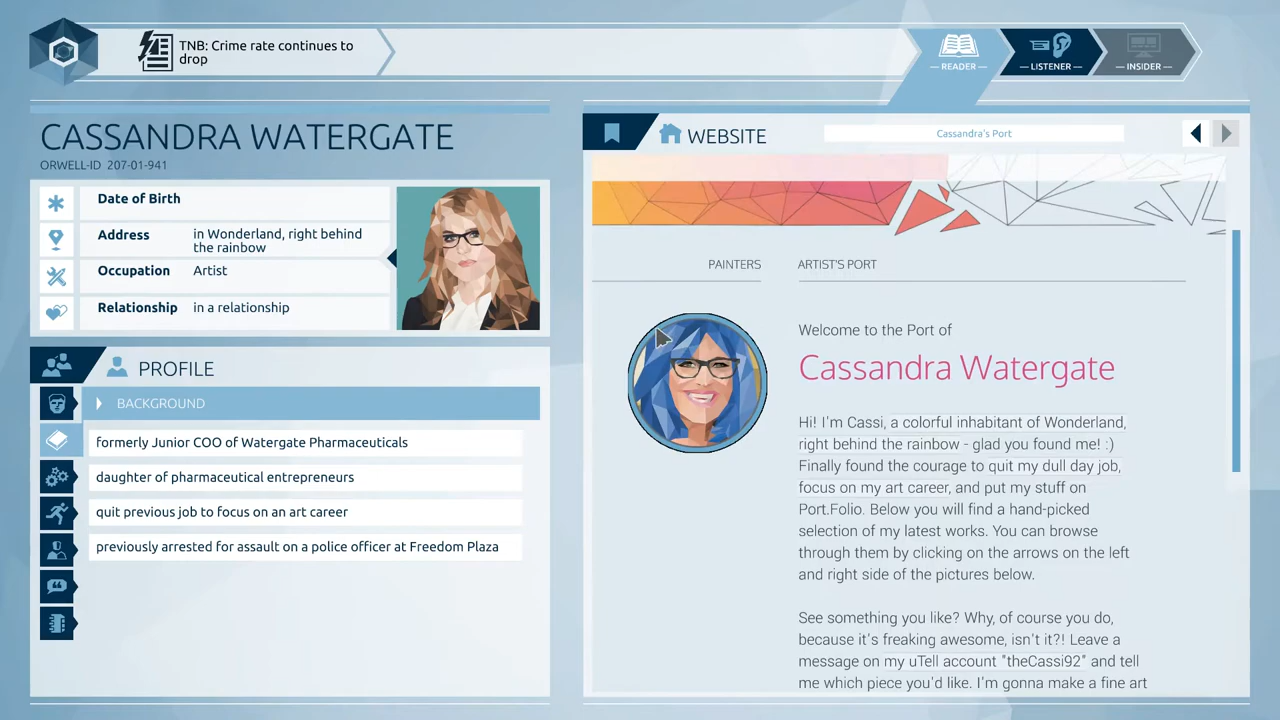 TNB: Crime rate continues to
drop
— READER —
— LISTENER —
— INSIDER —
CASSANDRA WATERGATE
ORWELL-ID 207-01-941
Date of Birth
Address in Wonderland, right behind
the rainbow
Occupation Artist
Relationship in a relationship
PROFILE
BACKGROUND
formerly Junior COO of Watergate Pharmaceuticals
daughter of pharmaceutical entrepreneurs
quit previous job to focus on an art career
previously arrested for assault on a police officer at Freedom Plaza
WEBSITE
Cassandra's Port
PAINTERS
ARTIST'S PORT
Welcome to the Port of
Cassandra Watergate
Hi! I'm Cassi, a colorful inhabitant of Wonderland,
right behind the rainbow - glad you found me! :)
Finally found the courage to quit my dull day job,
focus on my art career, and put my stuff on
Port.Folio. Below you will find a hand-picked
selection of my latest works. You can browse
through them by clicking on the arrows on the left
and right side of the pictures below.
See something you like? Why, of course you do,
because it's freaking awesome, isn't it?! Leave a
message on my uTell account "theCassi92" and tell
me which piece you'd like. I'm gonna make a fine art